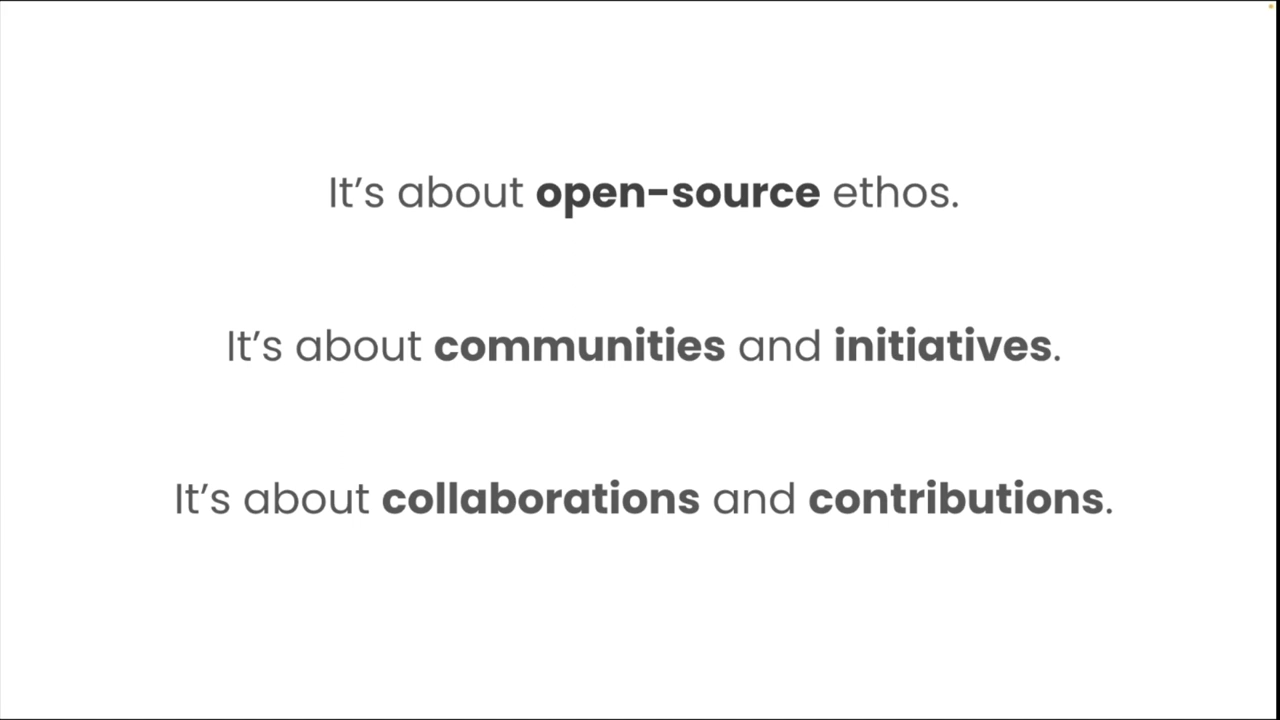 It’s about open-source ethos.
It’s about communities and initiatives.
It’s about collaborations and contributions.